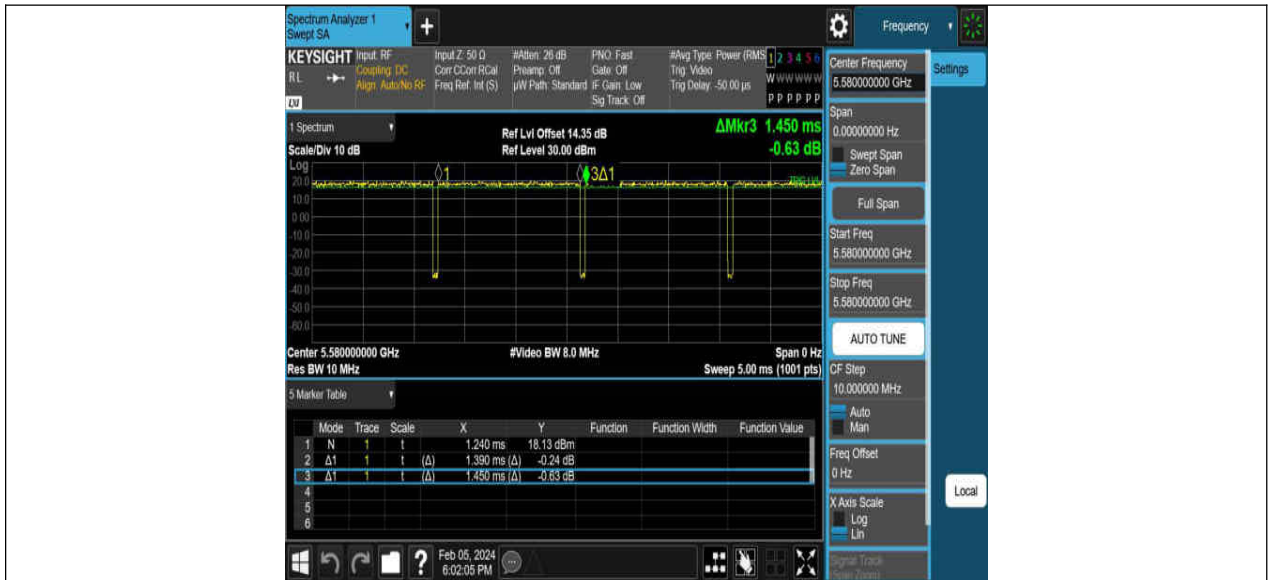 Spectrum Analyzer 1
Swept SA
+
Frequency
KEYSIGHT
RL
LXI
Input: RF
Coupling: DC
Align: Auto/No RF
Input Z: 50 Ω
Corr CCorr RCal
Freq Ref: Int (S)
#Atten: 26 dB
Preamp: Off
µW Path: Standard
PNO: Fast
Gate: Off
IF Gain: Low
Sig Track: Off
#Avg Type: Power (RMS
Trig: Video
Trig Delay: -50.00 µs
1 2 3 4 5 6
W W W W W W
P P P P P P
1 Spectrum
Scale/Div 10 dB
Ref Lvl Offset 14.35 dB
Ref Level 30.00 dBm
ΔMkr3 1.450 ms
-0.63 dB
Log
1
3Δ1
TRIG LVL
20.0
10.0
0.00
-10.0
-20.0
-30.0
-40.0
-50.0
-60.0
Center 5.580000000 GHz
#Video BW 8.0 MHz
Span 0 Hz
Res BW 10 MHz
Sweep 5.00 ms (1001 pts)
5 Marker Table
Mode Trace Scale X Y Function Function Width Function Value
1 N 1 t 1.240 ms 18.13 dBm
2 Δ1 1 t (Δ) 1.390 ms (Δ) -0.24 dB
3 Δ1 1 t (Δ) 1.450 ms (Δ) -0.63 dB
4
5
6
?
Feb 05, 2024
6:02:05 PM
Center Frequency
5.580000000 GHz
Settings
Span
0.00000000 Hz
Swept Span
Zero Span
Full Span
Start Freq
5.580000000 GHz
Stop Freq
5.580000000 GHz
AUTO TUNE
CF Step
10.000000 MHz
Auto
Man
Freq Offset
0 Hz
X Axis Scale
Log
Lin
Signal Track
(Span Zoom)
Local